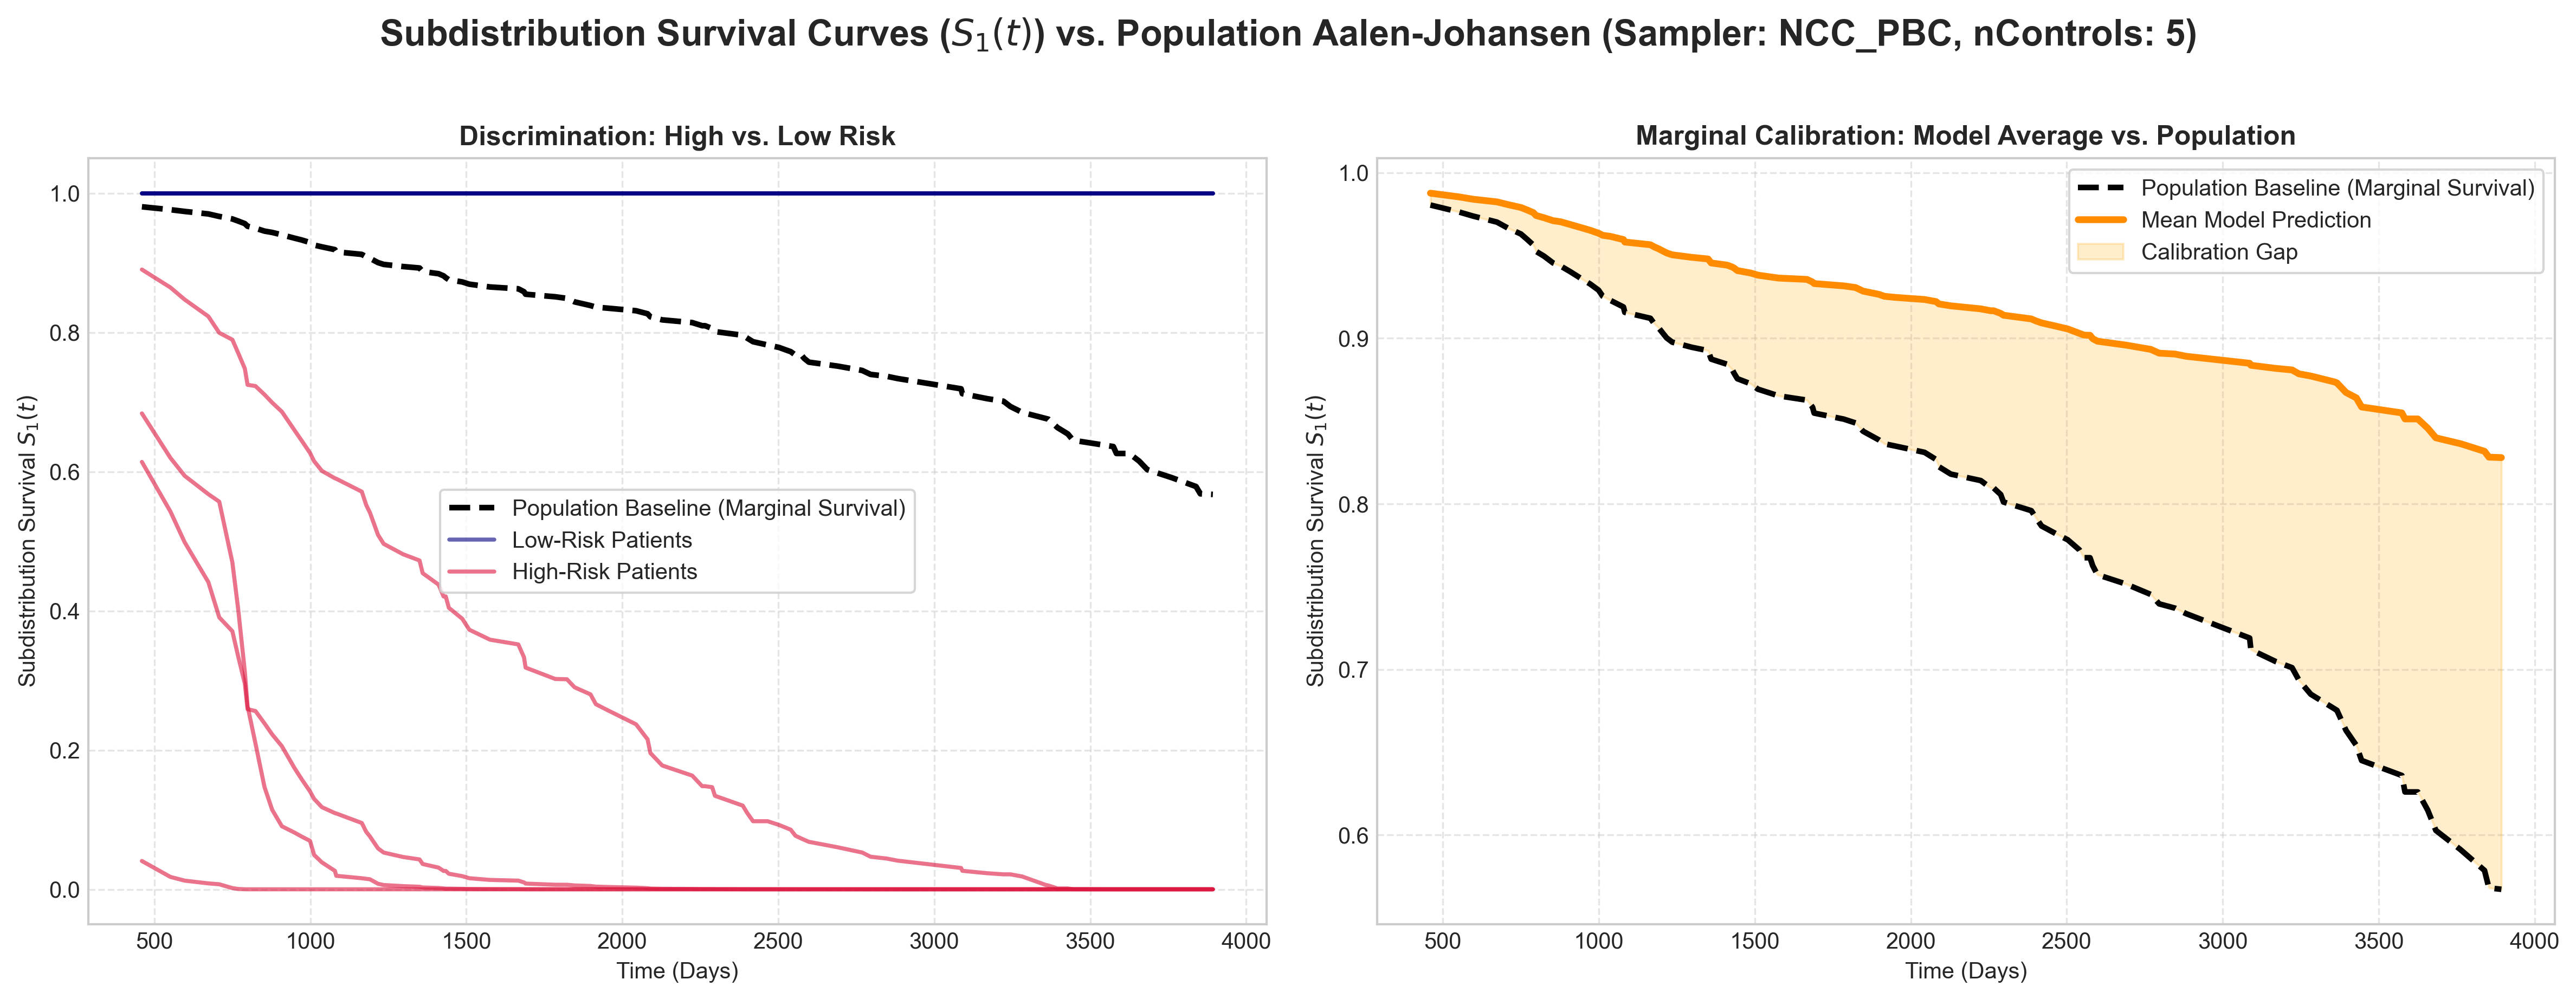 Subdistribution Survival Curves (S₁(t)) vs. Population Aalen-Johansen (Sampler: NCC_PBC, nControls: 5)
Discrimination: High vs. Low Risk
Subdistribution Survival S₁(t)
1.0
0.8
0.6
0.4
0.2
0.0
Population Baseline (Marginal Survival)
Low-Risk Patients
High-Risk Patients
500 1000 1500 2000 2500 3000 3500 4000
Time (Days)
Marginal Calibration: Model Average vs. Population
Subdistribution Survival S₁(t)
1.0
0.9
0.8
0.7
0.6
Population Baseline (Marginal Survival)
Mean Model Prediction
Calibration Gap
500 1000 1500 2000 2500 3000 3500 4000
Time (Days)